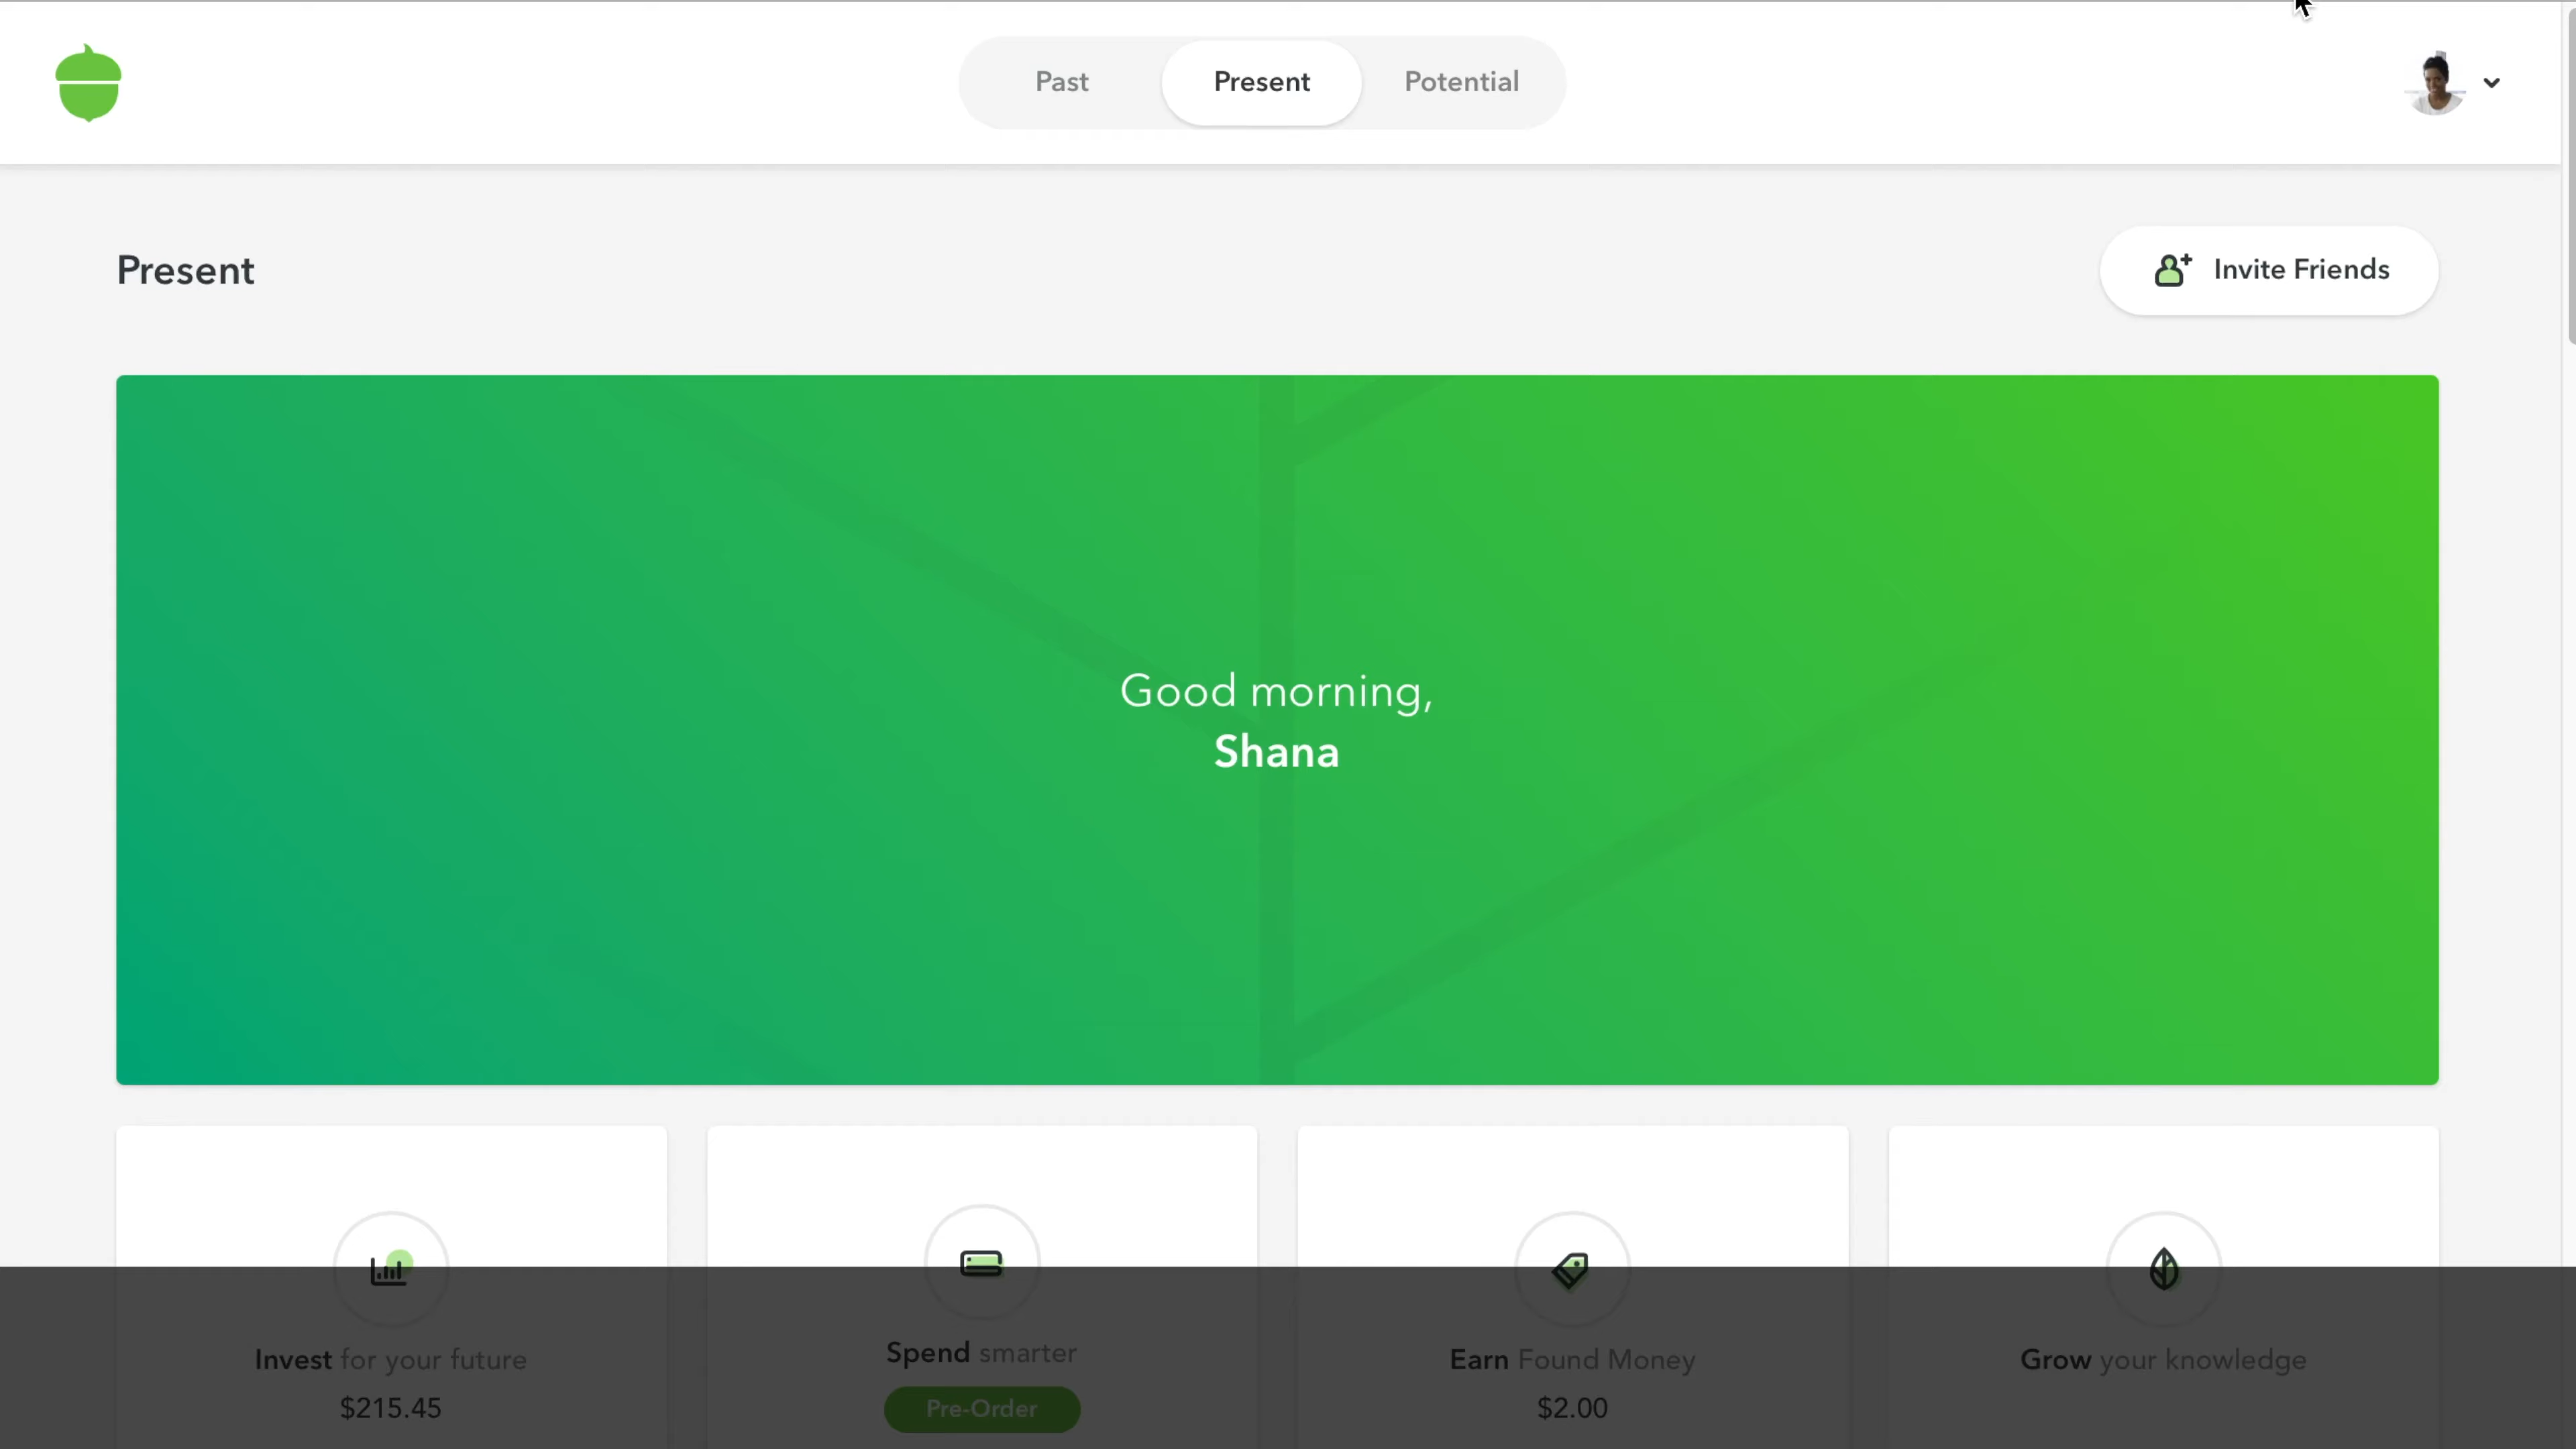 Past Present Potential
Present
Invite Friends
Good morning,
Shana
Invest for your future
$215.45
Spend smarter
Pre-Order
Earn Found Money
$2.00
Grow your knowledge